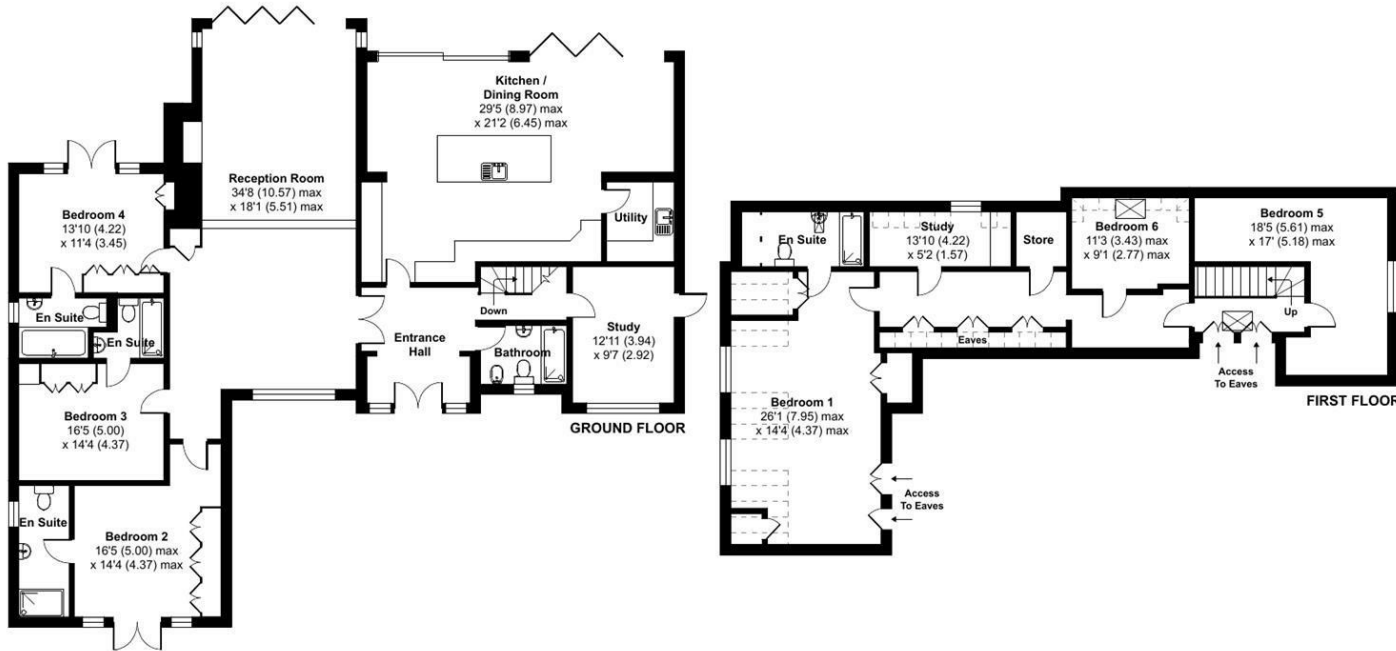 Kitchen /
Dining Room
29'5 (8.97) max
x 21'2 (6.45) max
Reception Room
34'8 (10.57) max
x 18'1 (5.51) max
Utility
Bedroom 4
13'10 (4.22)
x 11'4 (3.45)
En Suite
En Suite
Down
Entrance
Hall
Bathroom
Study
12'11 (3.94)
x 9'7 (2.92)
Bedroom 3
16'5 (5.00)
x 14'4 (4.37)
GROUND FLOOR
En Suite
Bedroom 2
16'5 (5.00) max
x 14'4 (4.37) max
En Suite
Study
13'10 (4.22)
x 5'2 (1.57)
Store
Bedroom 6
11'3 (3.43) max
x 9'1 (2.77) max
Bedroom 5
18'5 (5.61) max
x 17' (5.18) max
Up
Eaves
Access
To Eaves
FIRST FLOOR
Bedroom 1
26'1 (7.95) max
x 14'4 (4.37) max
Access
To Eaves